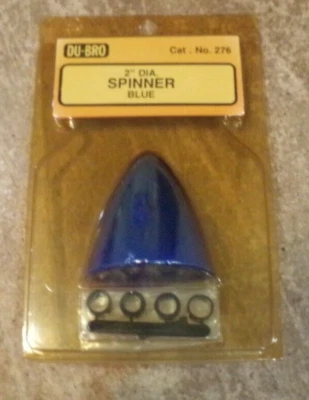 DU-BRO
Cat. No. 276
2" DIA.
SPINNER
BLUE